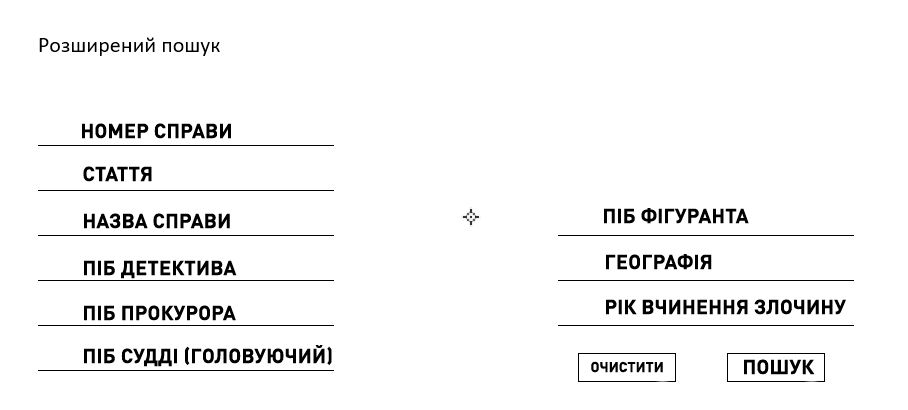 Розширений пошук
НОМЕР СПРАВИ
СТАТТЯ
НАЗВА СПРАВИ
ПІБ ДЕТЕКТИВА
ПІБ ПРОКУРОРА
ПІБ СУДДІ (ГОЛОВУЮЧИЙ)
ПІБ ФІГУРАНТА
ГЕОГРАФІЯ
РІК ВЧИНЕННЯ ЗЛОЧИНУ
ОЧИСТИТИ
ПОШУК